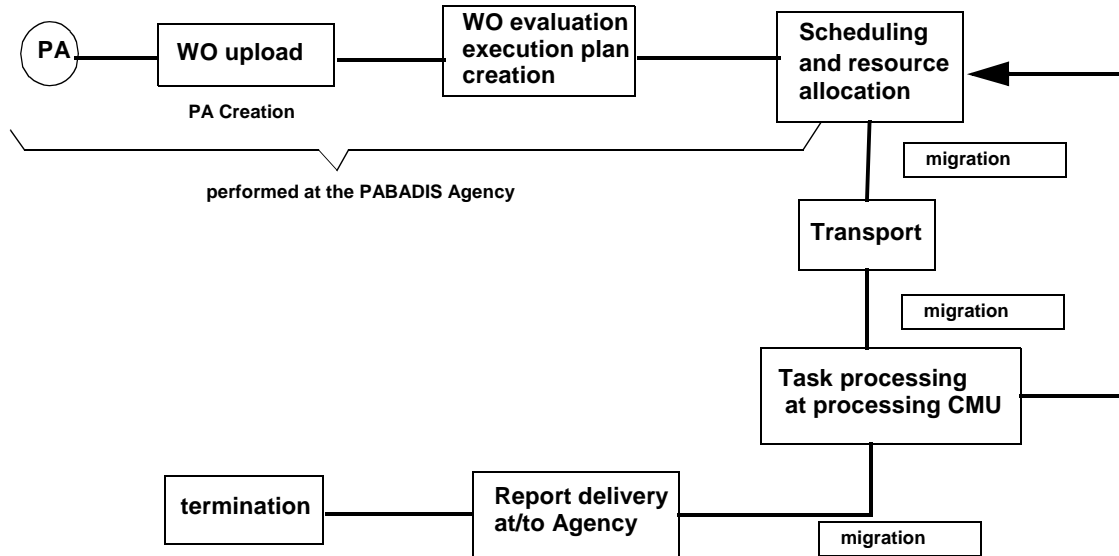 PA
WO upload
WO evaluation
execution plan
creation
Scheduling
and resource
allocation
PA Creation
performed at the PABADIS Agency
migration
Transport
migration
Task processing
at processing CMU
Report delivery
at/to Agency
termination
migration